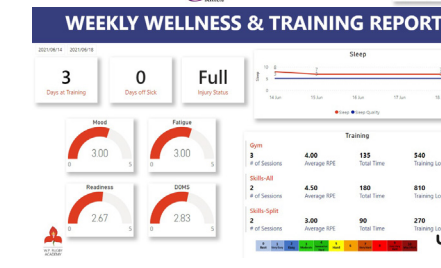 WEEKLY WELLNESS & TRAINING REPORT
2021/06/14 2021/06/18
3
Days at Training
0
Days off Sick
Full
Injury Status
Sleep
10
14 Jun 15 Jun 16 Jun 17 Jun 18
Sleep Sleep Quality
Mood
3.00
0 5
Fatigue
3.00
0 5
Readiness
2.67
0 5
DOMS
2.83
0 5
Training
Gym
3 4.00 135 540
# of Sessions Average RPE Total Time Training Lo
Skills-All
2 4.50 180 810
# of Sessions Average RPE Total Time Training Lo
Skills-Split
2 3.00 90 270
# of Sessions Average RPE Total Time Training Lo
ACADEMY